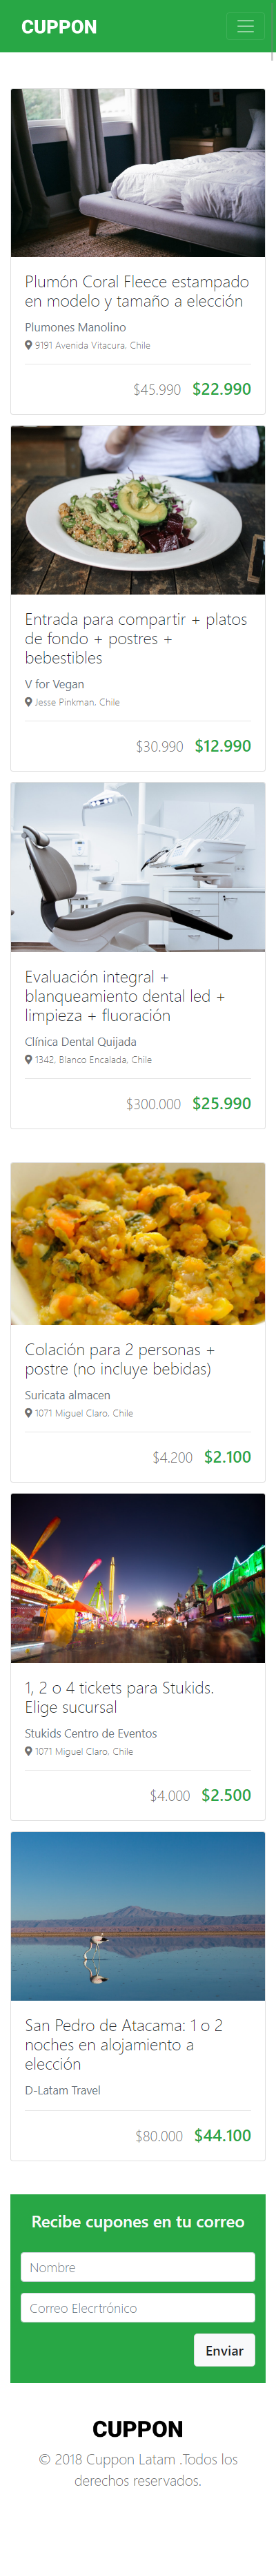 CUPPON
Plumón Coral Fleece estampado
en modelo y tamaño a elección
Plumones Manolino
9191 Avenida Vitacura, Chile
$45.990 $22.990
Entrada para compartir + platos
de fondo + postres +
bebestibles
V for Vegan
Jesse Pinkman, Chile
$30.990 $12.990
Evaluación integral +
blanqueamiento dental led +
limpieza + fluoración
Clínica Dental Quijada
1342, Blanco Encalada, Chile
$300.000 $25.990
Colación para 2 personas +
postre (no incluye bebidas)
Suricata almacen
1071 Miguel Claro, Chile
$4.200 $2.100
1, 2 o 4 tickets para Stukids.
Elige sucursal
Stukids Centro de Eventos
1071 Miguel Claro, Chile
$4.000 $2.500
San Pedro de Atacama: 1 o 2
noches en alojamiento a
elección
D-Latam Travel
$80.000 $44.100
Recibe cupones en tu correo
Nombre
Correo Elecrtrónico
Enviar
CUPPON
© 2018 Cuppon Latam .Todos los
derechos reservados.